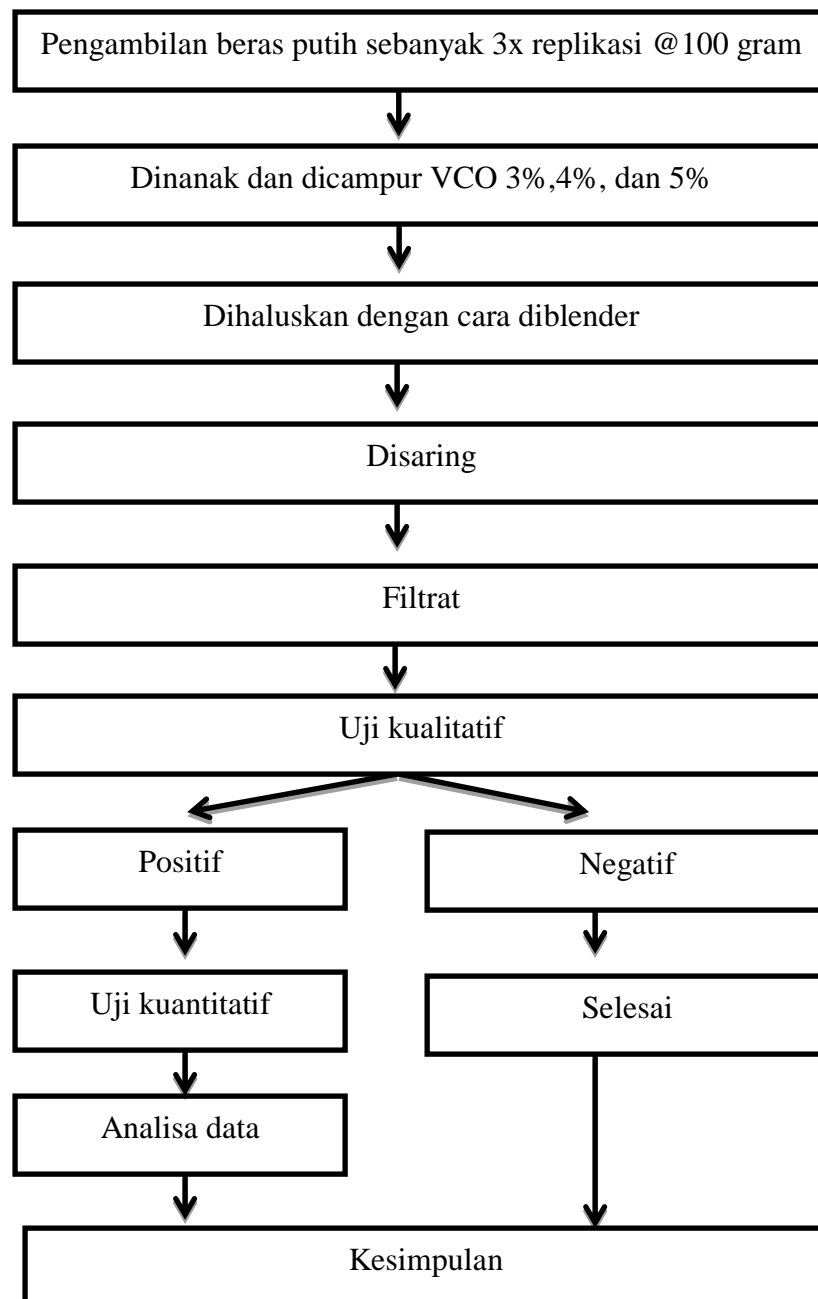 Pengambilan beras putih sebanyak 3x replikasi @100 gram
Dinanak dan dicampur VCO 3%,4%, dan 5%
Dihaluskan dengan cara diblender
Disaring
Filtrat
Uji kualitatif
Positif
Negatif
Uji kuantitatif
Selesai
Analisa data
Kesimpulan